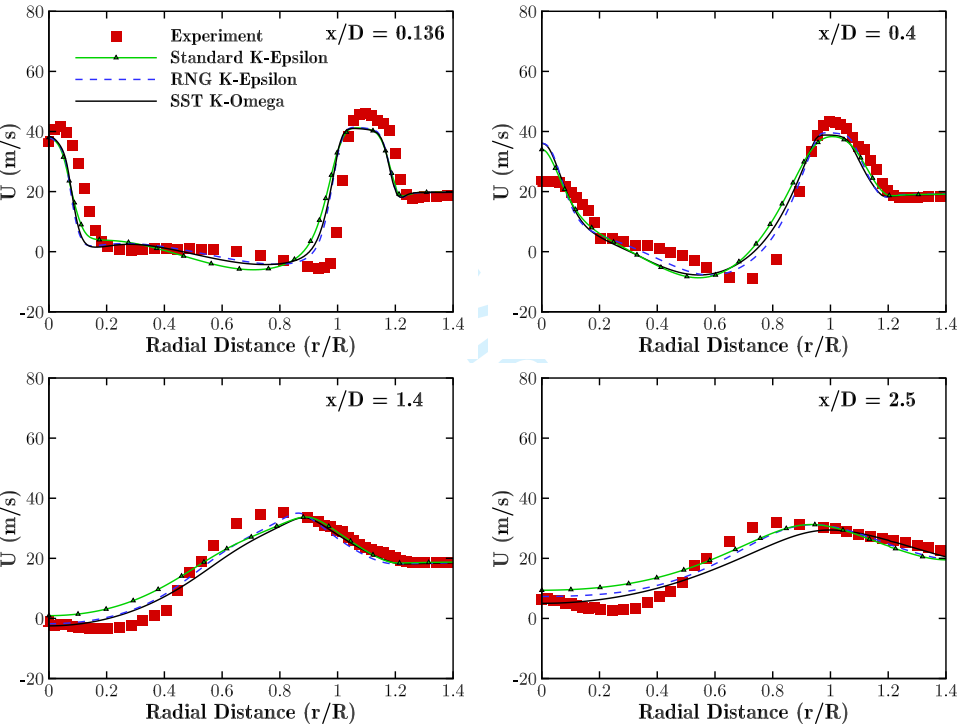 x/D = 0.136
Experiment
Standard K-Epsilon
RNG K-Epsilon
SST K-Omega
U (m/s)
80
60
40
20
0
-20
0 0.2 0.4 0.6 0.8 1 1.2 1.4
Radial Distance (r/R)
x/D = 0.4
U (m/s)
80
60
40
20
0
-20
0 0.2 0.4 0.6 0.8 1 1.2 1.4
Radial Distance (r/R)
x/D = 1.4
U (m/s)
80
60
40
20
0
-20
0 0.2 0.4 0.6 0.8 1 1.2 1.4
Radial Distance (r/R)
x/D = 2.5
U (m/s)
80
60
40
20
0
-20
0 0.2 0.4 0.6 0.8 1 1.2 1.4
Radial Distance (r/R)